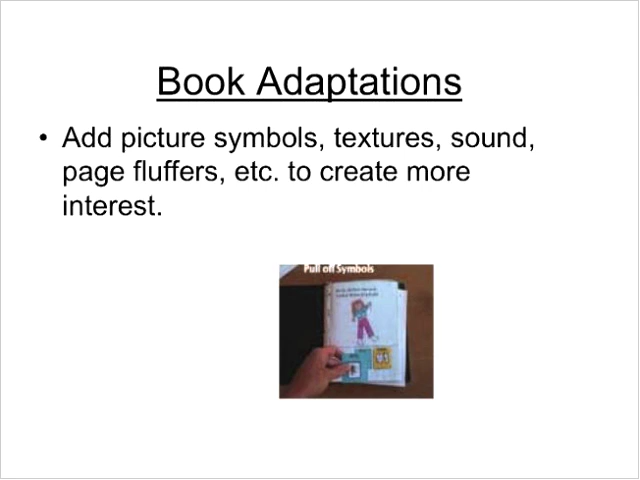 Book Adaptations
• Add picture symbols, textures, sound,
page fluffers, etc. to create more
interest.
Pull off Symbols